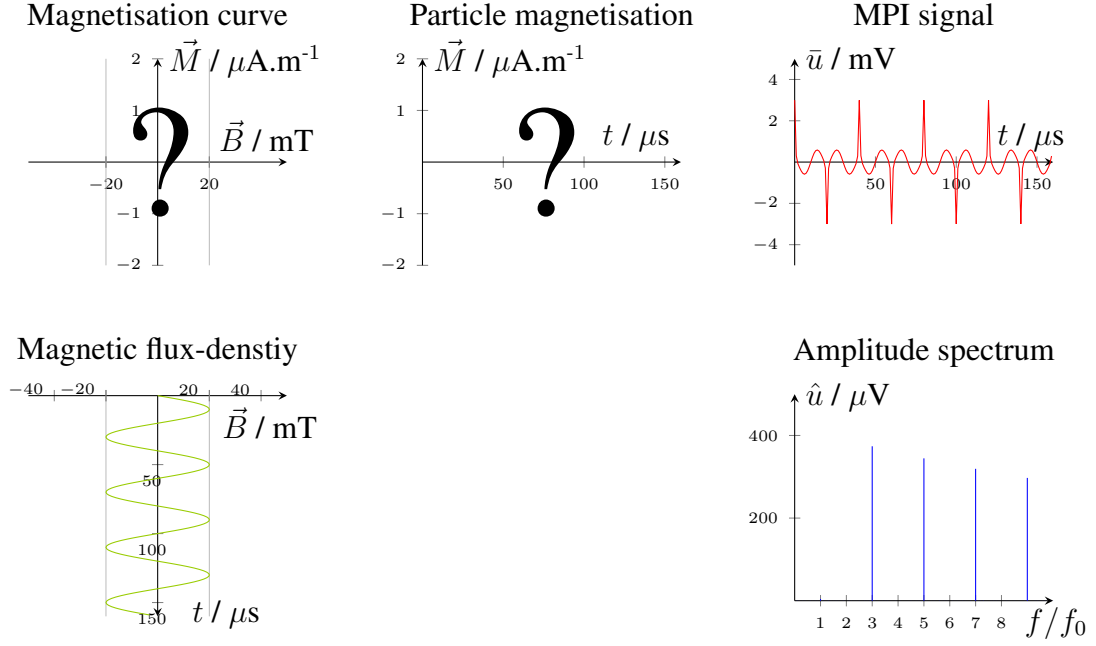 Magnetisation curve
M⃗ / μA.m-1
2
1
?
B⃗ / mT
−20
20
−1
−2
Particle magnetisation
M⃗ / μA.m-1
2
1
?
t / μs
50
100
150
−1
−2
MPI signal
ū / mV
4
2
t / μs
50
100
150
−2
−4
Magnetic flux-denstiy
−40
−20
20
40
B⃗ / mT
50
100
150
t / μs
Amplitude spectrum
û / μV
400
200
1 2 3 4 5 6 7 8
f/f0